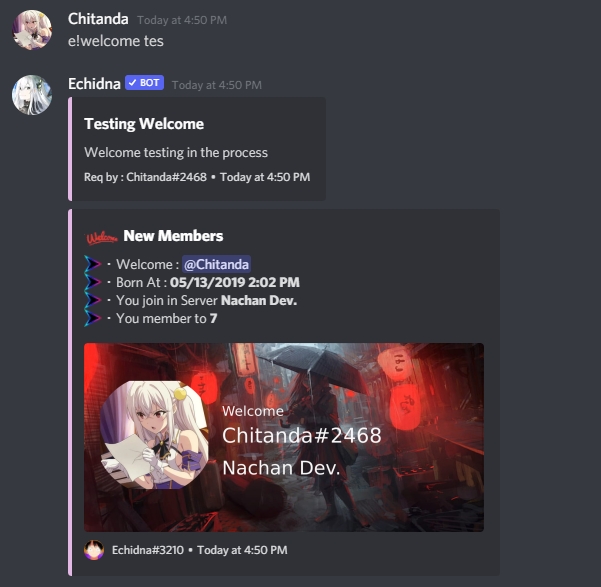 Chitanda Today at 4:50 PM
e!welcome tes
Echidna ✓ BOT Today at 4:50 PM
Testing Welcome
Welcome testing in the process
Req by : Chitanda#2468 • Today at 4:50 PM
Welcome New Members
· Welcome : @Chitanda
· Born At : 05/13/2019 2:02 PM
· You join in Server Nachan Dev.
· You member to 7
Welcome
Chitanda#2468
Nachan Dev.
Echidna#3210 • Today at 4:50 PM